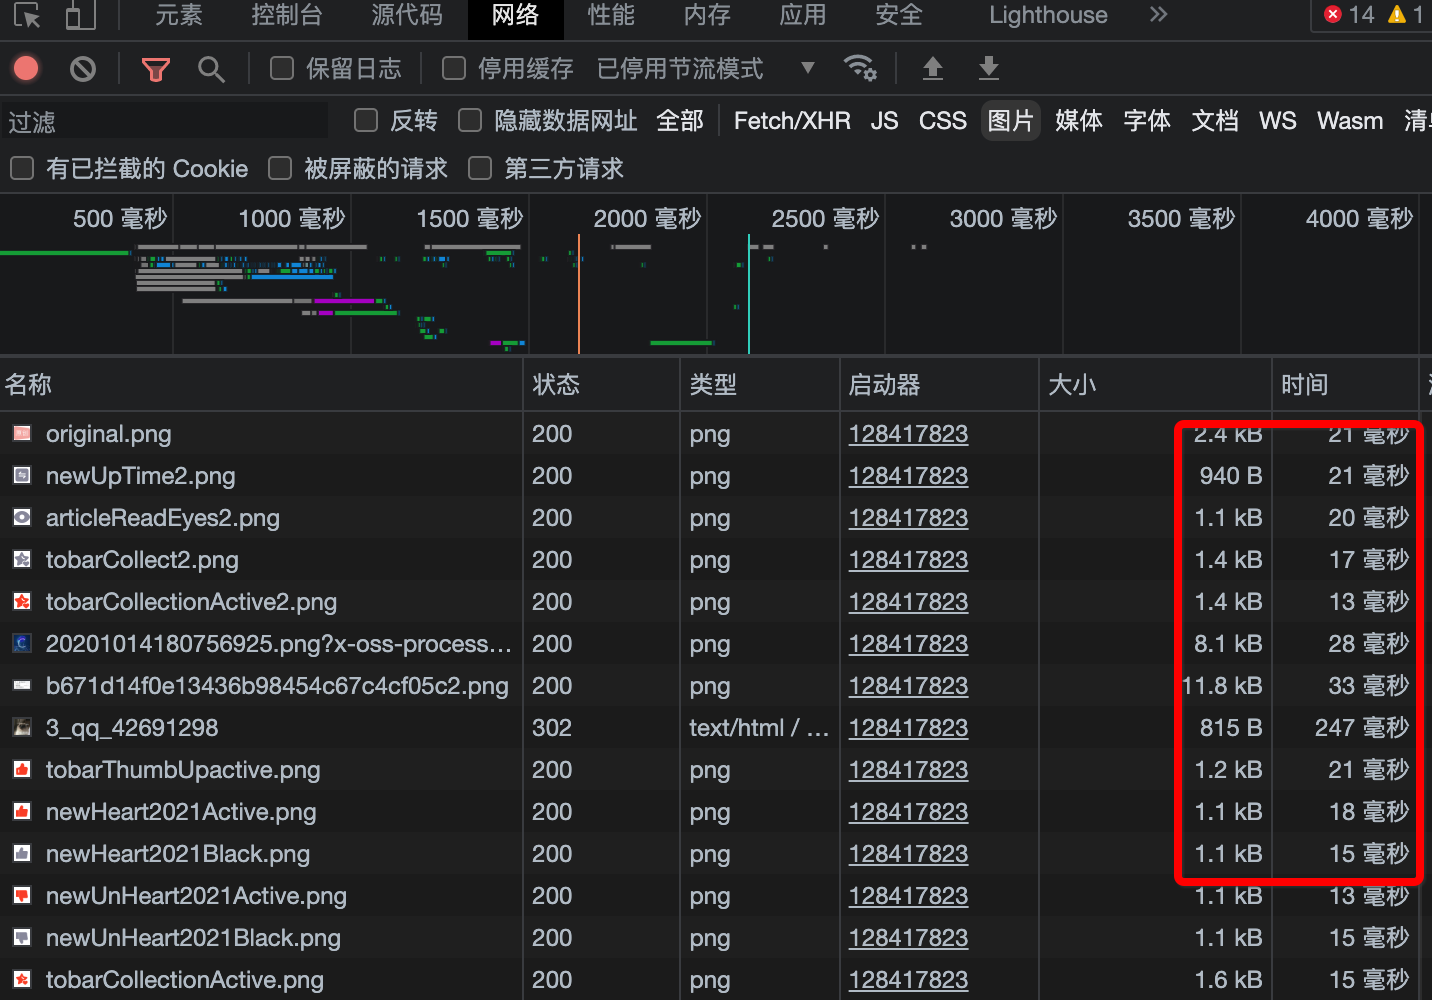 元素 控制台 源代码 网络 性能 内存 应用 安全 Lighthouse 14 1
保留日志 停用缓存 已停用节流模式
过滤 反转 隐藏数据网址 全部 Fetch/XHR JS CSS 图片 媒体 字体 文档 WS Wasm
有已拦截的 Cookie 被屏蔽的请求 第三方请求
500 毫秒 1000 毫秒 1500 毫秒 2000 毫秒 2500 毫秒 3000 毫秒 3500 毫秒 4000 毫秒
名称 状态 类型 启动器 大小 时间
original.png 200 png 128417823 2.4 kB 21 毫秒
newUpTime2.png 200 png 128417823 940 B 21 毫秒
articleReadEyes2.png 200 png 128417823 1.1 kB 20 毫秒
tobarCollect2.png 200 png 128417823 1.4 kB 17 毫秒
tobarCollectionActive2.png 200 png 128417823 1.4 kB 13 毫秒
20201014180756925.png?x-oss-process... 200 png 128417823 8.1 kB 28 毫秒
b671d14f0e13436b98454c67c4cf05c2.png 200 png 128417823 11.8 kB 33 毫秒
3_qq_42691298 302 text/html / ... 128417823 815 B 247 毫秒
tobarThumbUpactive.png 200 png 128417823 1.2 kB 21 毫秒
newHeart2021Active.png 200 png 128417823 1.1 kB 18 毫秒
newHeart2021Black.png 200 png 128417823 1.1 kB 15 毫秒
newUnHeart2021Active.png 200 png 128417823 1.1 kB 13 毫秒
newUnHeart2021Black.png 200 png 128417823 1.1 kB 15 毫秒
tobarCollectionActive.png 200 png 128417823 1.6 kB 15 毫秒